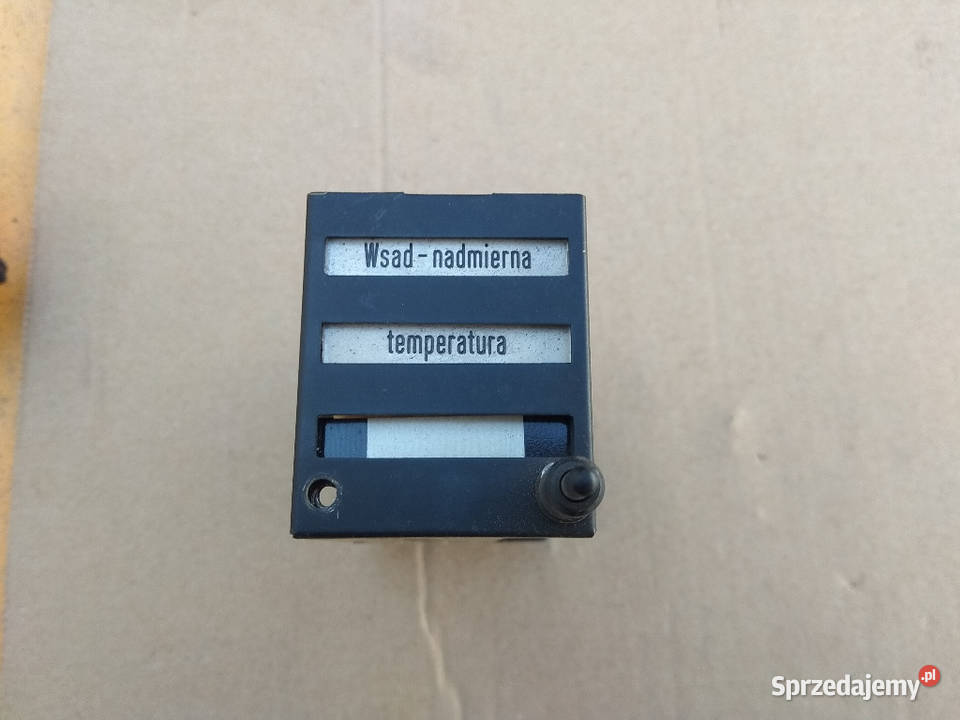 Wsad - nadmierna
temperatura
Sprzedajemy.pl